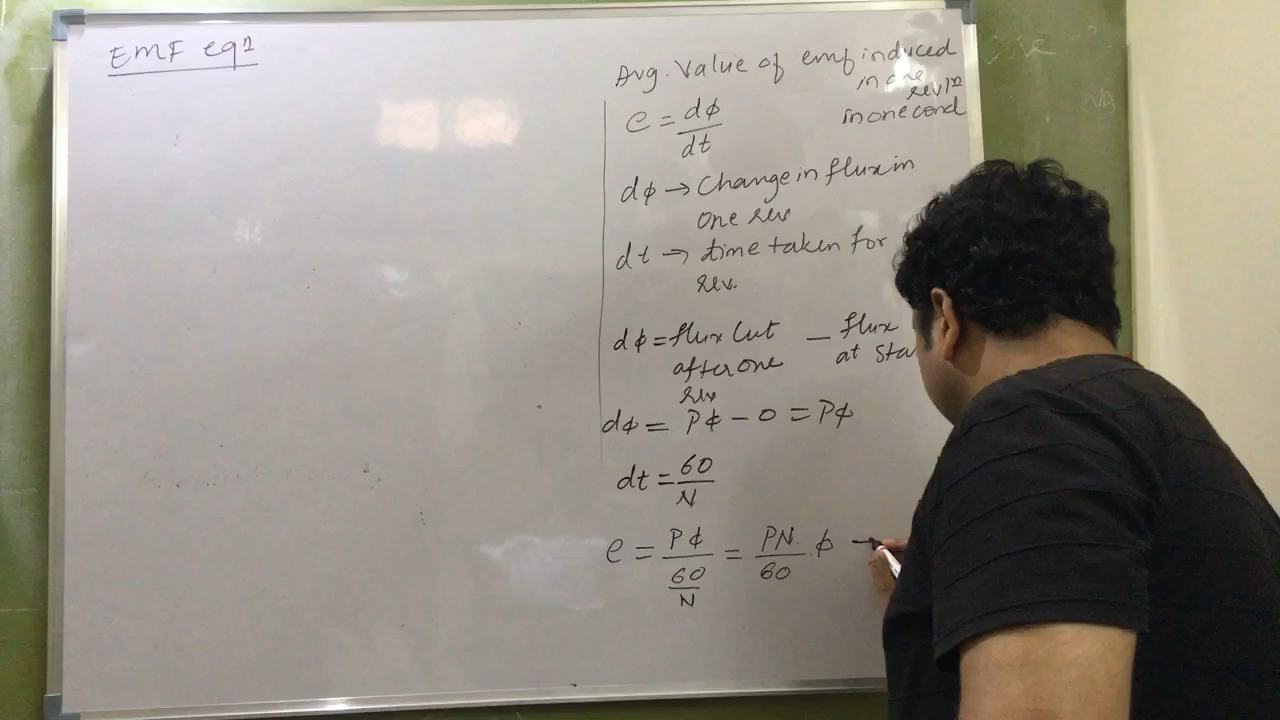 EMF eqn
Avg. Value of emf induced
in one
revln
in one cond
e = dϕ/dt
dϕ → Change in flux in
one rev
dt → time taken for
rev.
dϕ = flux Cut — flux
after one at Sta
rev
dϕ = Pϕ - 0 = Pϕ
dt = 60/N
e = Pϕ/(60/N) = PN/60 . ϕ →